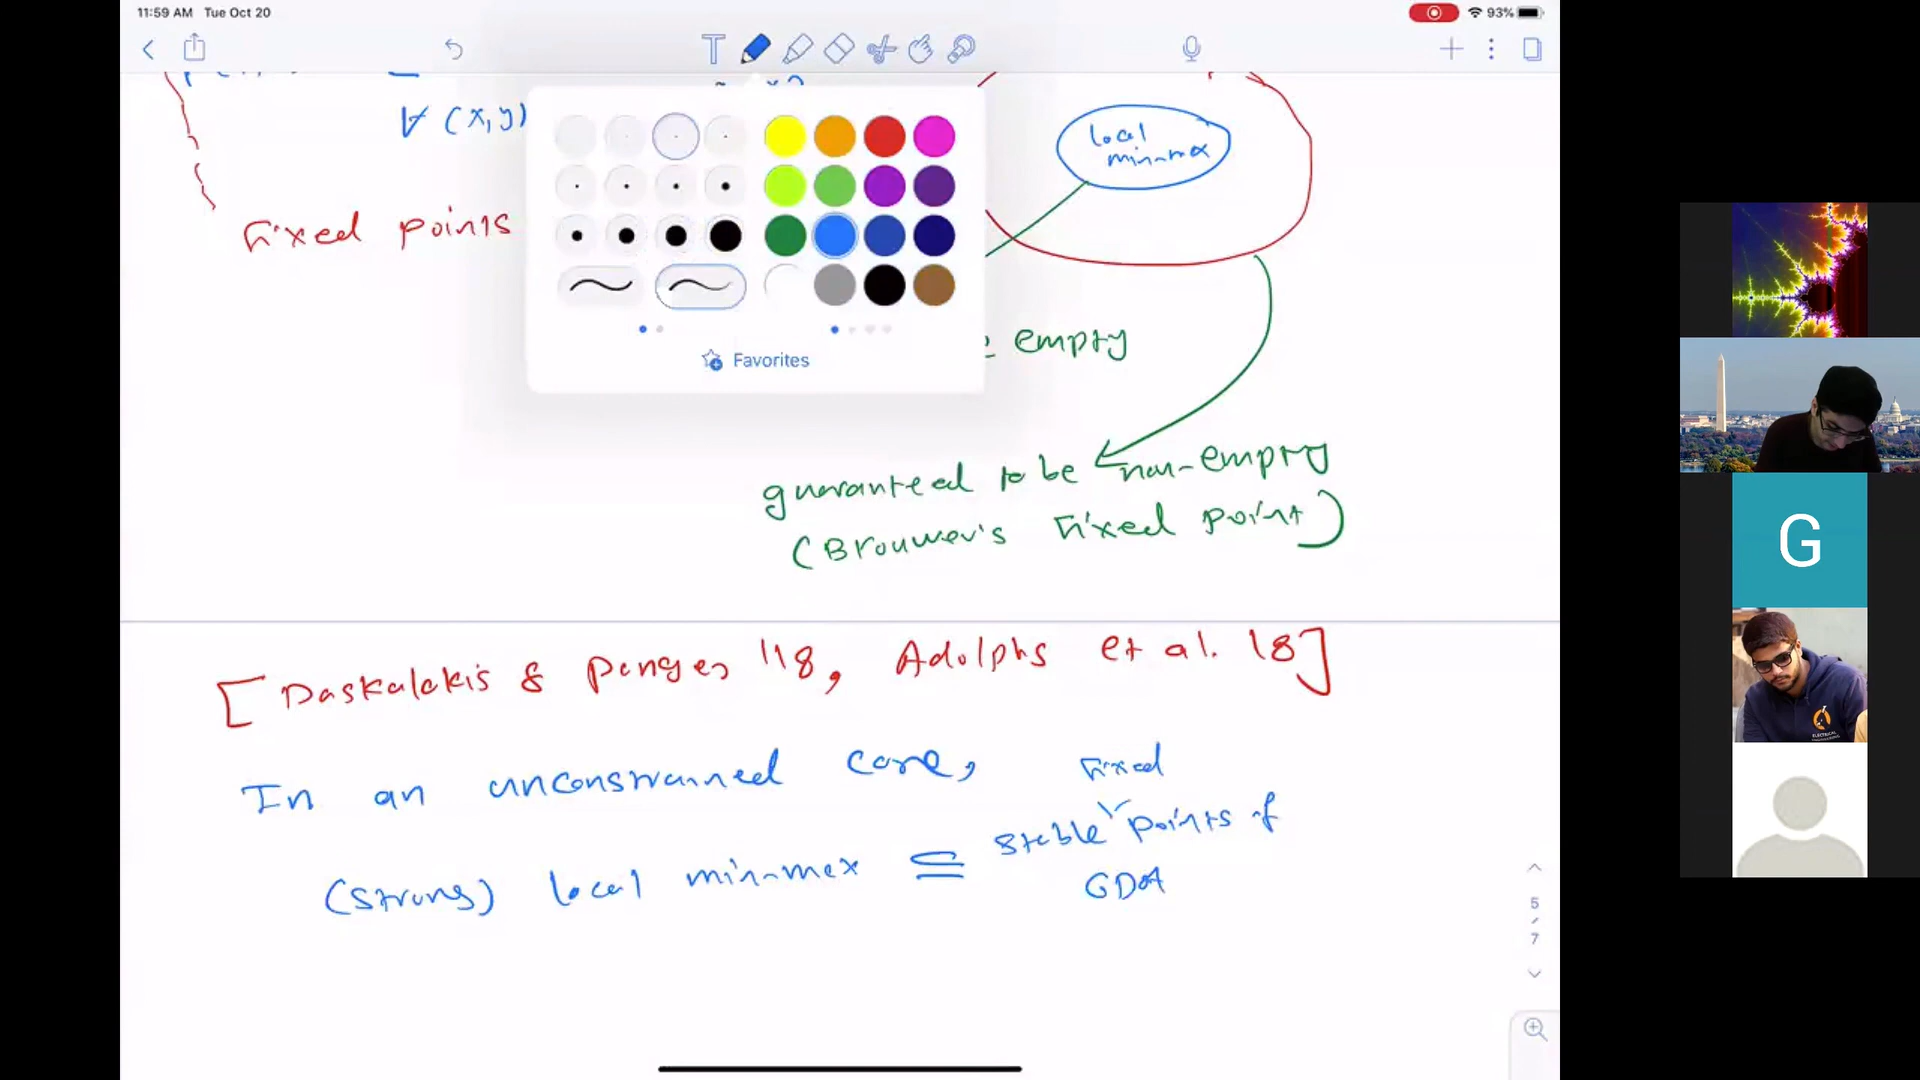 11:59 AM Tue Oct 20
93%
T
∀ (x,y)
local
min-max
Fixed points
empty
Favorites
guaranteed to be non-empty
(Brouwer's Fixed point)
[Daskalakis & Panges '18, Adolphs et al. 18]
In an unconstrained case,
Fixed
(strong) local min-max ⊆ stable points of
GDA
5
7
G
ELECTRICAL